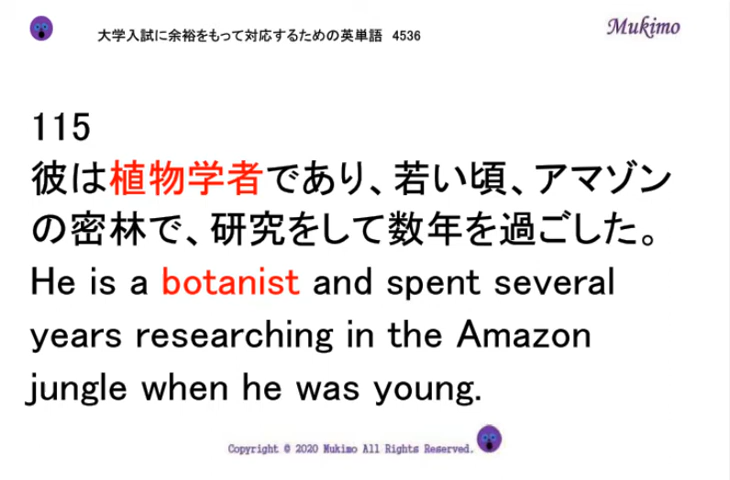 大学入試に余裕をもって対応するための英単語 4536
Mukimo
115
彼は植物学者であり、若い頃、アマゾン
の密林で、研究をして数年を過ごした。
He is a botanist and spent several
years researching in the Amazon
jungle when he was young.
Copyright © 2020 Mukimo All Rights Reserved.